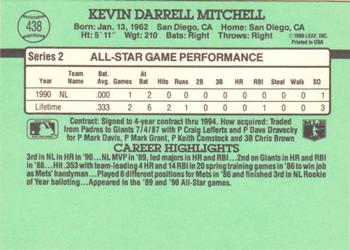 438
KEVIN DARRELL MITCHELL
Born: Jan. 13, 1962 San Diego, CA Home: San Diego, CA
Ht: 5' 11" Wgt: 210 Bats: Right Throws: Right
© 1990 LEAF, INC.
PRINTED IN USA
Series 2 ALL-STAR GAME PERFORMANCE
Year Team Name Bat. Avg. Games AB Hits Runs 2B 3B HR RBI Steal Walk SO
1990 NL .000 1 2 0 0 0 0 0 0 0 0 1
Lifetime .333 2 6 2 0 0 0 0 1 0 0 3
Contract: Signed to 4-year contract thru 1994. How acquired: Traded
from Padres to Giants 7/4/87 with P Craig Lefferts and P Dave Dravecky
for P Mark Davis, P Mark Grant, P Keith Comstock and 3B Chris Brown
CAREER HIGHLIGHTS
3rd in NL in HR in '90...NL MVP in '89, led majors in HR and RBI...2nd on Giants in HR and RBI
in '88...Hit .353 with team-leading 4 HR and 14 RBI in 20 spring training games in '86 to win job
as Mets' handyman...Played 6 different positions for Mets in '86 and finished 3rd in NL Rookie
of Year balloting...Appeared in the '89 and '90 All-Star games.